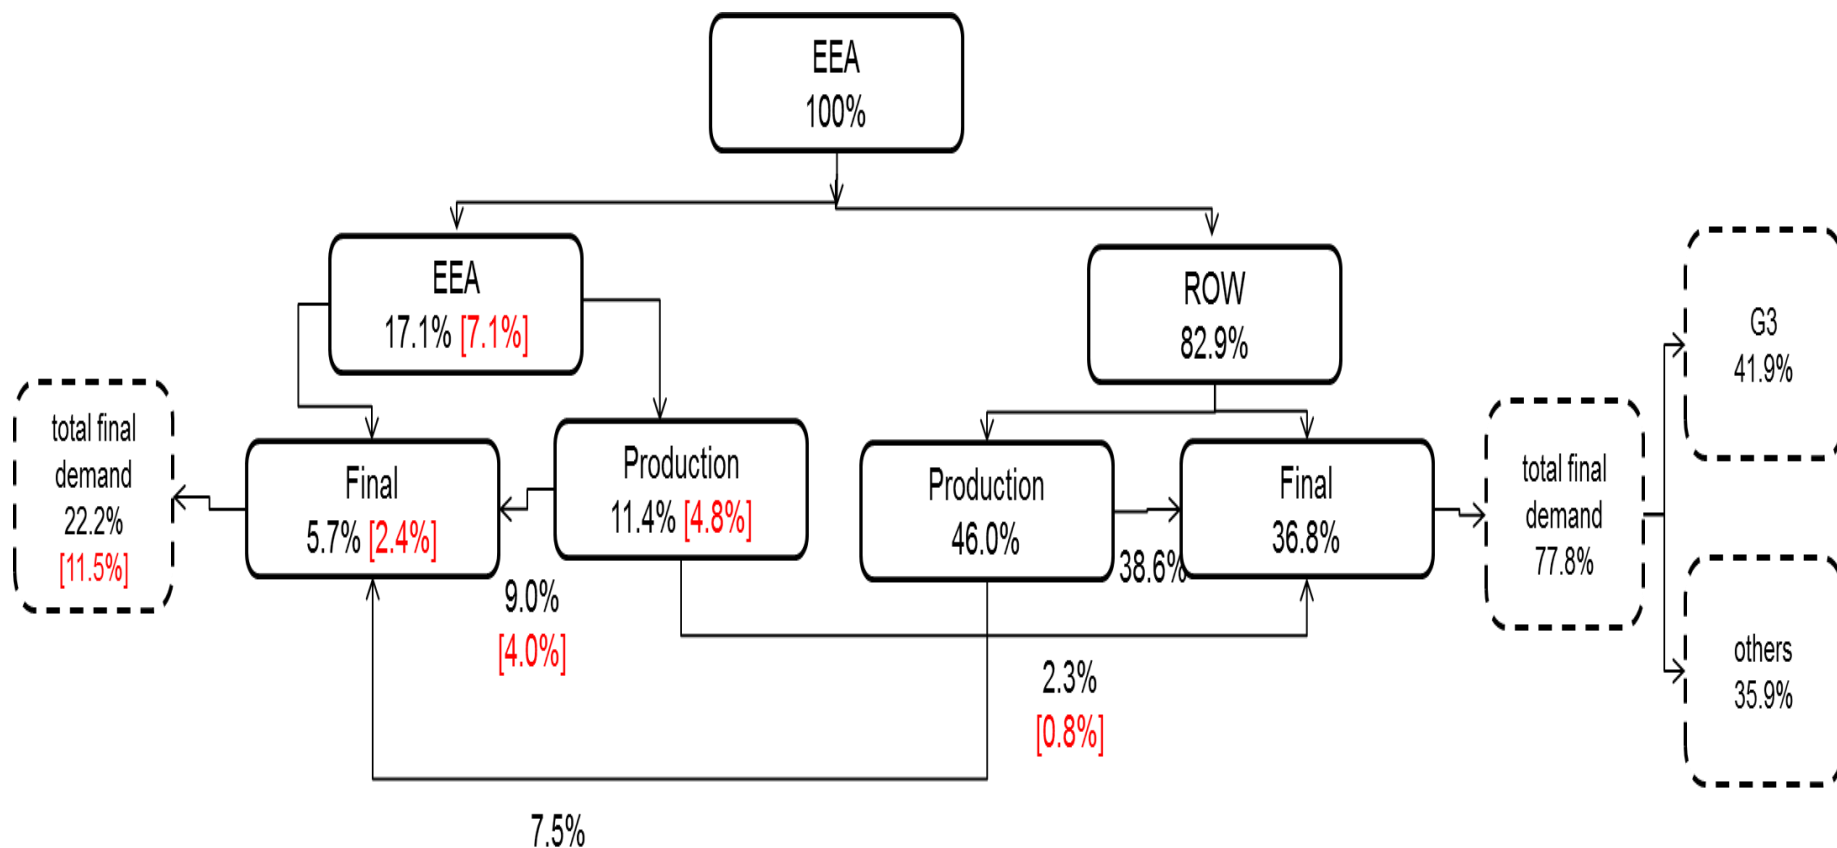 EEA
100%
EEA
17.1% [7.1%]
ROW
82.9%
G3
41.9%
total final
demand
22.2%
[11.5%]
Final
5.7% [2.4%]
Production
11.4% [4.8%]
9.0%
[4.0%]
Production
46.0%
38.6%
Final
36.8%
total final
demand
77.8%
others
35.9%
2.3%
[0.8%]
7.5%